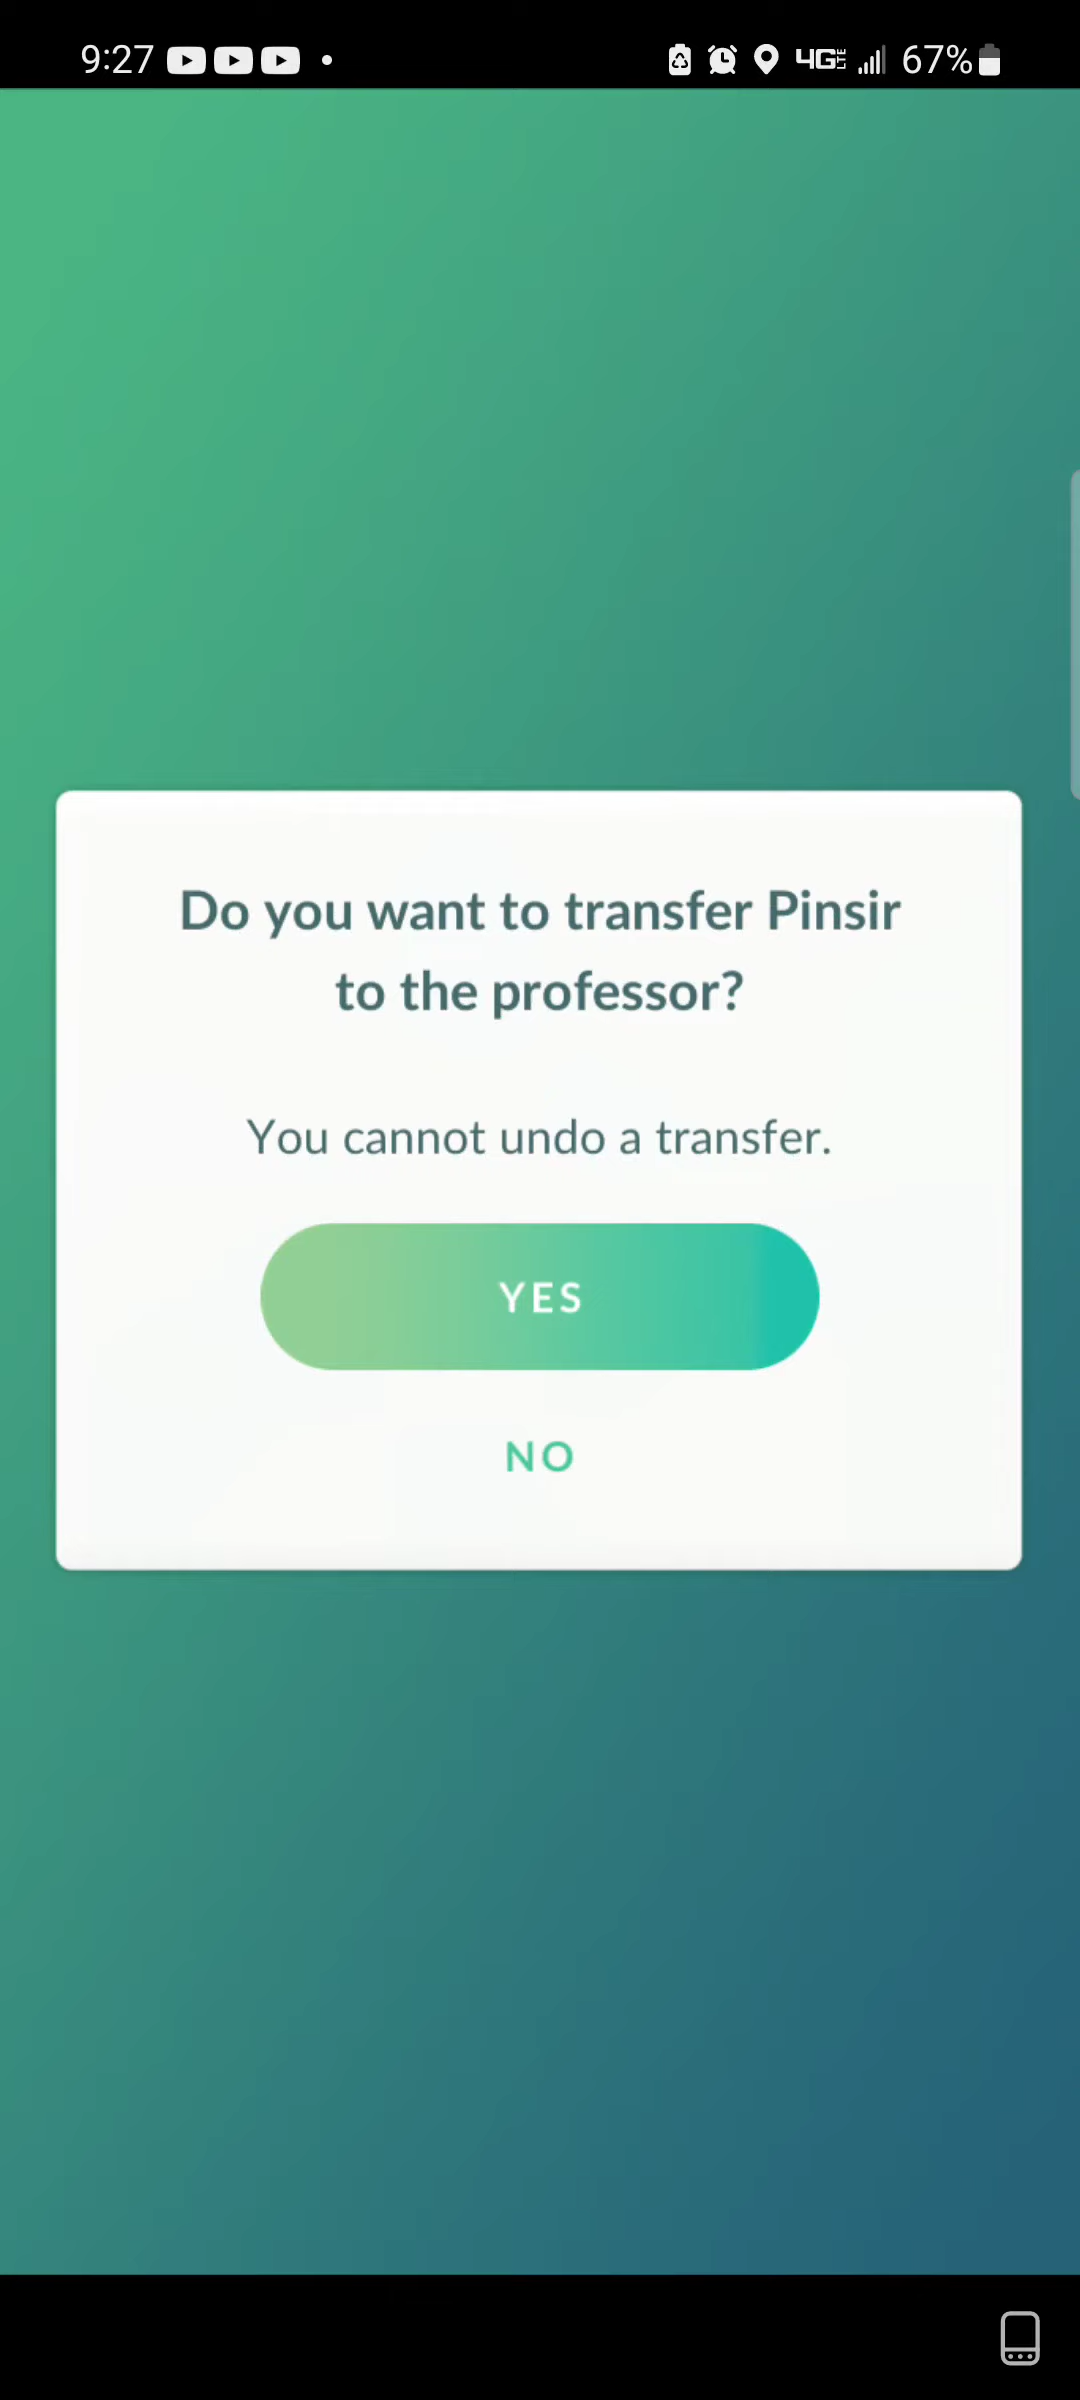 9:27 4G LTE 67%
Do you want to transfer Pinsir
to the professor?
You cannot undo a transfer.
YES
NO